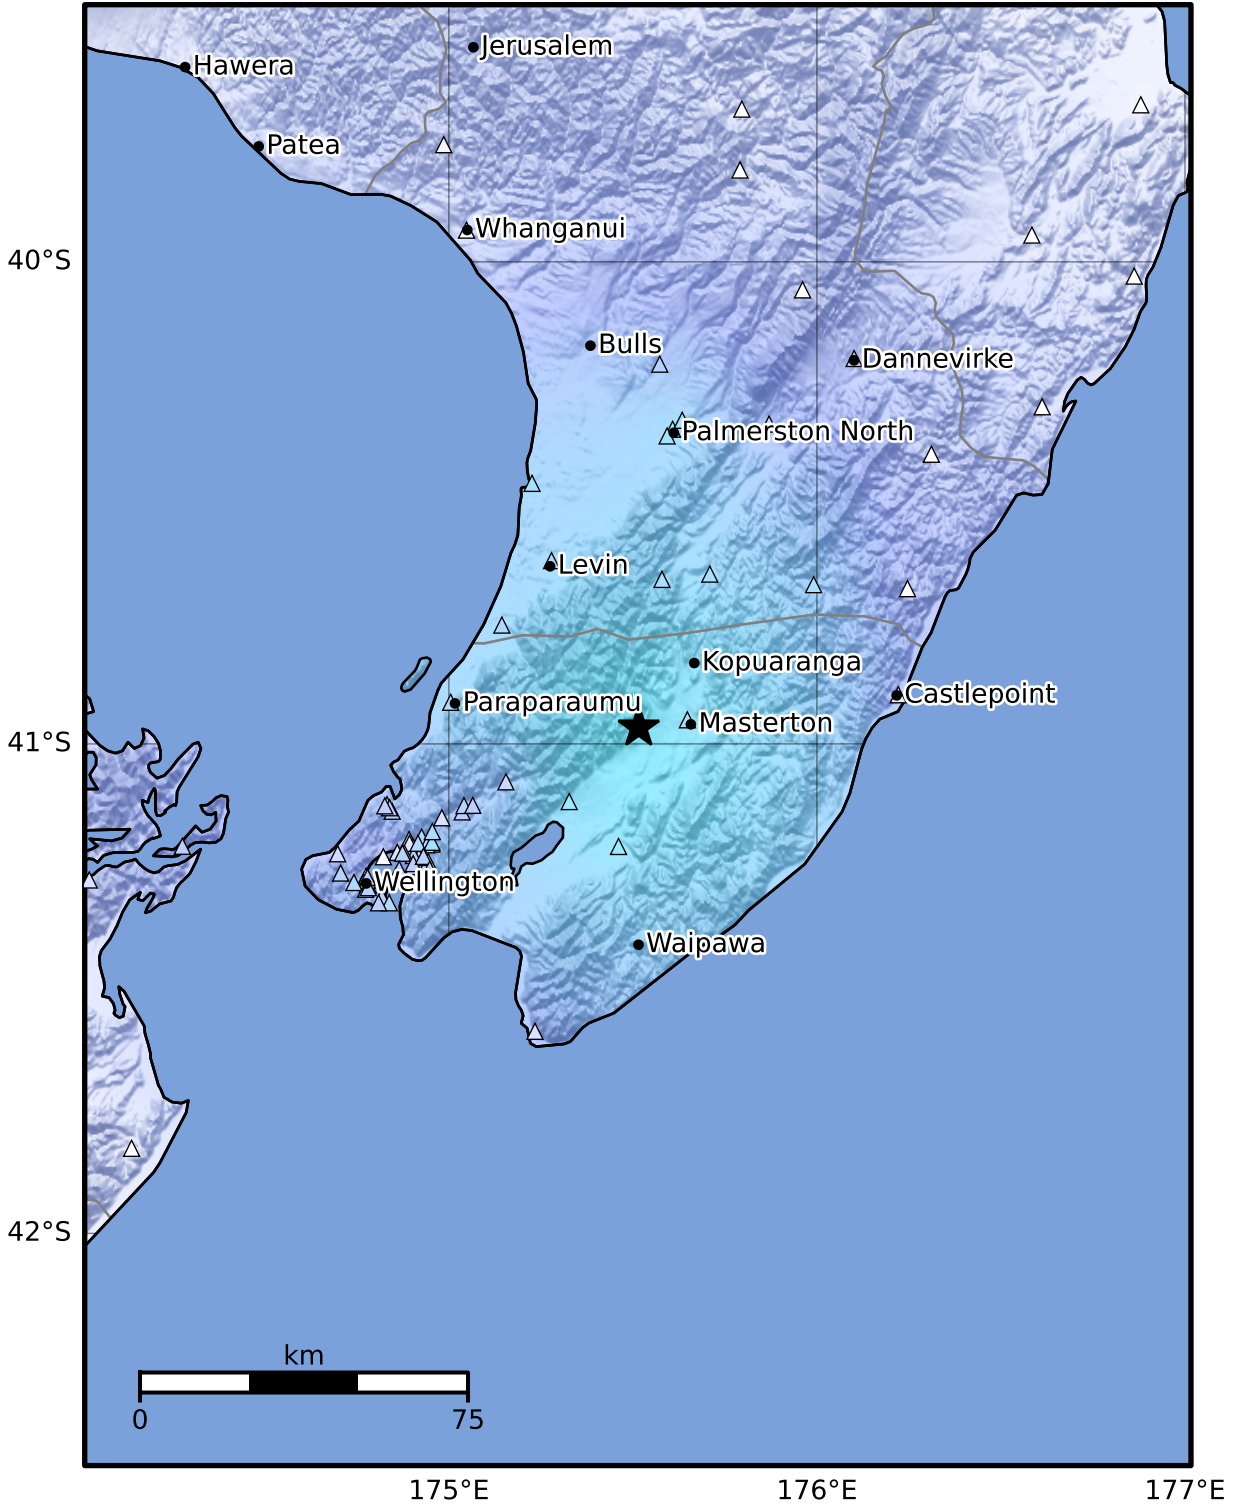 Jerusalem
Hawera
Patea
Whanganui
40°S
Bulls
Dannevirke
Palmerston North
Levin
Kopuaranga
Castlepoint
Paraparaumu
Masterton
41°S
Wellington
Waipawa
42°S
km
0 75
175°E 176°E 177°E